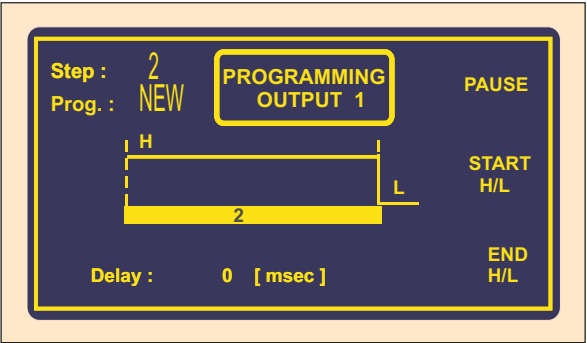 Step : 2
Prog. : NEW
PROGRAMMING
OUTPUT 1
PAUSE
H
START
H/L
L
2
END
H/L
Delay : 0 [ msec ]